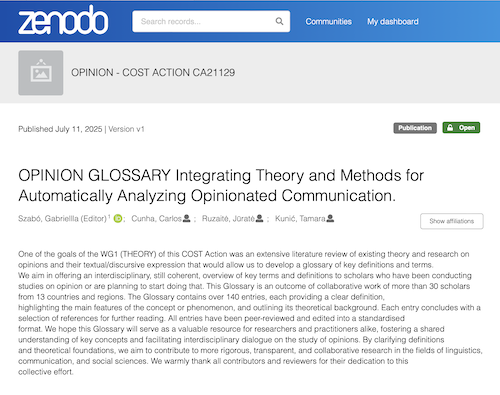 zenodo
Search records...
Communities
My dashboard
OPINION - COST ACTION CA21129
Published July 11, 2025 | Version v1
Publication
Open
OPINION GLOSSARY Integrating Theory and Methods for
Automatically Analyzing Opinionated Communication.
Szabó, Gabriellla (Editor)¹ iD ; Cunha, Carlos ; Ruzaitė, Jūratė ; Kunić, Tamara
Show affiliations
One of the goals of the WG1 (THEORY) of this COST Action was an extensive literature review of existing theory and research on
opinions and their textual/discursive expression that would allow us to develop a glossary of key definitions and terms.
We aim in offering an interdisciplinary, still coherent, overview of key terms and definitions to scholars who have been conducting
studies on opinion or are planning to start doing that. This Glossary is an outcome of collaborative work of more than 30 scholars
from 13 countries and regions. The Glossary contains over 140 entries, each providing a clear definition,
highlighting the main features of the concept or phenomenon, and outlining its theoretical background. Each entry concludes with a
selection of references for further reading. All entries have been peer-reviewed and edited into a standardised
format. We hope this Glossary will serve as a valuable resource for researchers and practitioners alike, fostering a shared
understanding of key concepts and facilitating interdisciplinary dialogue on the study of opinions. By clarifying definitions
and theoretical foundations, we aim to contribute to more rigorous, transparent, and collaborative research in the fields of linguistics,
communication, and social sciences. We warmly thank all contributors and reviewers for their dedication to this
collective effort.